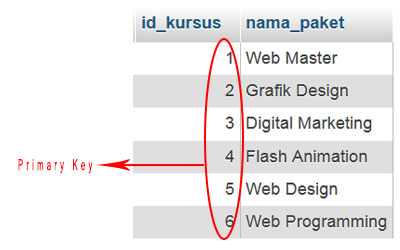 id_kursus nama_paket
1 Web Master
2 Grafik Design
3 Digital Marketing
Primary Key 4 Flash Animation
5 Web Design
6 Web Programming